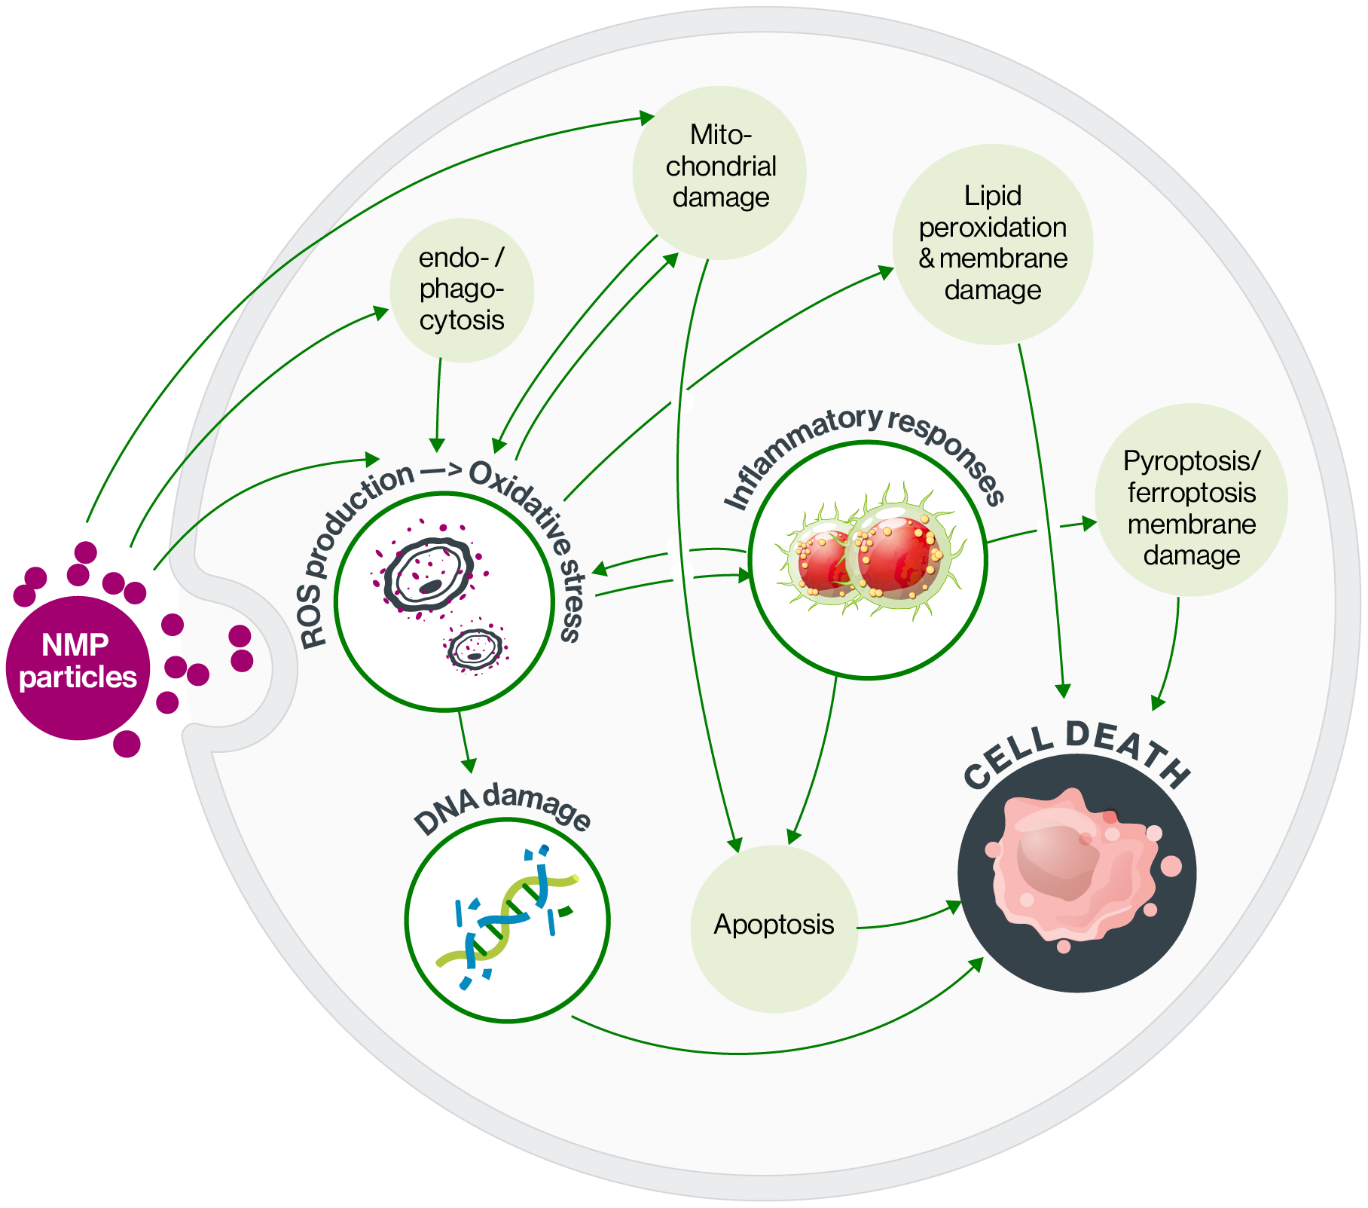 Mito-
chondrial
damage
Lipid
peroxidation
& membrane
damage
endo- /
phago-
cytosis
ROS production —> Oxidative stress
Inflammatory responses
Pyroptosis/
ferroptosis
membrane
damage
NMP
particles
DNA damage
CELL DEATH
Apoptosis